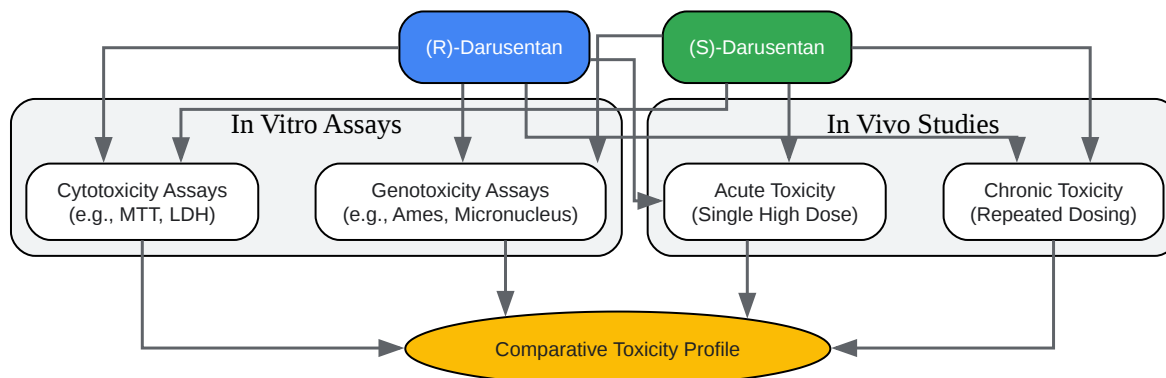 (R)-Darusentan
(S)-Darusentan
In Vitro Assays
In Vivo Studies
Cytotoxicity Assays
(e.g., MTT, LDH)
Genotoxicity Assays
(e.g., Ames, Micronucleus)
Acute Toxicity
(Single High Dose)
Chronic Toxicity
(Repeated Dosing)
Comparative Toxicity Profile